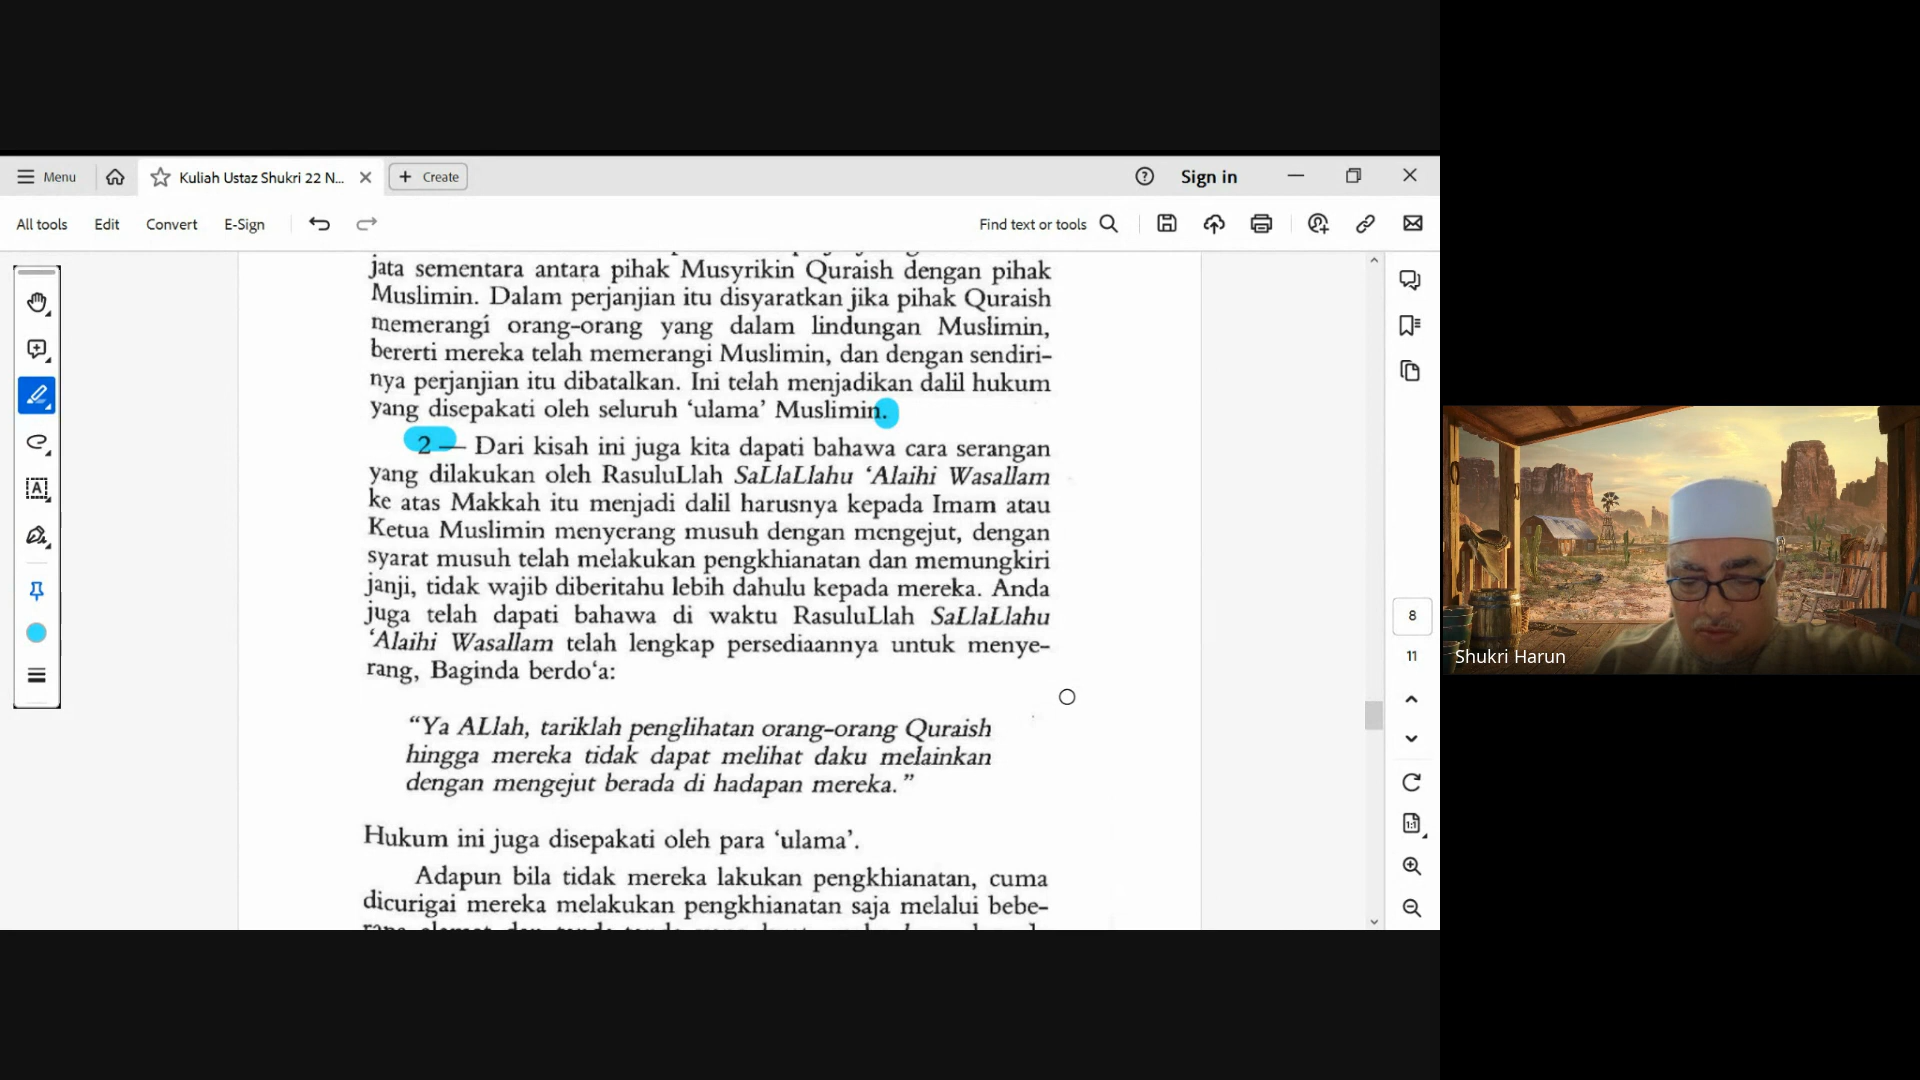 Menu
Kuliah Ustaz Shukri 22 N...
Create
Sign in
All tools
Edit
Convert
E-Sign
Find text or tools
jata sementara antara pihak Musyrikin Quraish dengan pihak
Muslimin. Dalam perjanjian itu disyaratkan jika pihak Quraish
memerangi orang-orang yang dalam lindungan Muslimin,
bererti mereka telah memerangi Muslimin, dan dengan sendiri-
nya perjanjian itu dibatalkan. Ini telah menjadikan dalil hukum
yang disepakati oleh seluruh ‘ulama’ Muslimin.
2 — Dari kisah ini juga kita dapati bahawa cara serangan
yang dilakukan oleh RasuluLlah SaLlaLlahu ‘Alaihi Wasallam
ke atas Makkah itu menjadi dalil harusnya kepada Imam atau
Ketua Muslimin menyerang musuh dengan mengejut, dengan
syarat musuh telah melakukan pengkhianatan dan memungkiri
janji, tidak wajib diberitahu lebih dahulu kepada mereka. Anda
juga telah dapati bahawa di waktu RasuluLlah SaLlaLlahu
‘Alaihi Wasallam telah lengkap persediaannya untuk menye-
rang, Baginda berdo‘a:
“Ya ALlah, tariklah penglihatan orang-orang Quraish
hingga mereka tidak dapat melihat daku melainkan
dengan mengejut berada di hadapan mereka.”
Hukum ini juga disepakati oleh para ‘ulama’.
Adapun bila tidak mereka lakukan pengkhianatan, cuma
dicurigai mereka melakukan pengkhianatan saja melalui bebe-
8
11
Shukri Harun